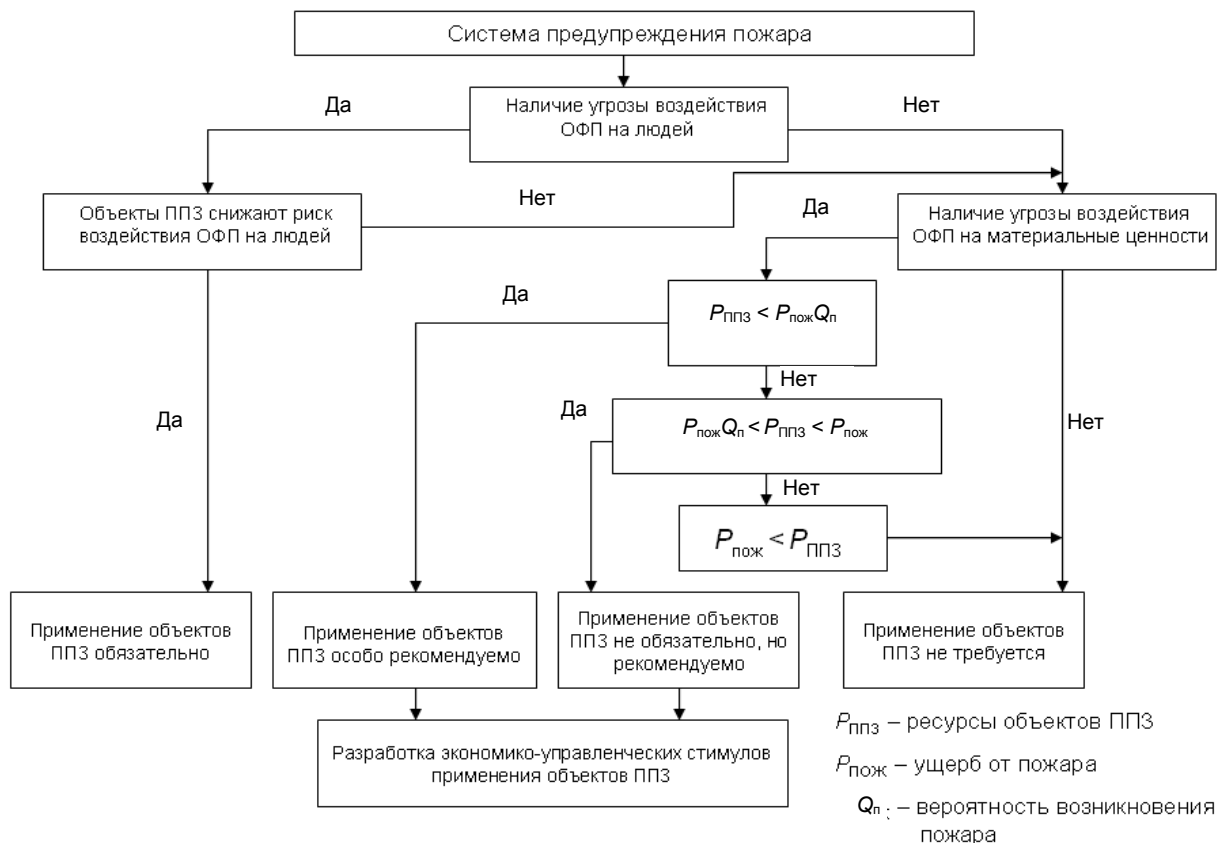 Система предупреждения пожара
Да
Наличие угрозы воздействия
ОФП на людей
Нет
Объекты ППЗ снижают риск
воздействия ОФП на людей
Нет
Да
Наличие угрозы воздействия
ОФП на материальные ценности
Да
PППЗ < PпожQп
Нет
Да
Да
PпожQп < PППЗ < Pпож
Нет
Нет
Pпож < PППЗ
Применение объектов
ППЗ обязательно
Применение объектов
ППЗ особо рекомендуемо
Применение объектов
ППЗ не обязательно, но
рекомендуемо
Применение объектов
ППЗ не требуется
Разработка экономико-управленческих стимулов
применения объектов ППЗ
PППЗ – ресурсы объектов ППЗ
Pпож – ущерб от пожара
Qп : – вероятность возникновения
пожара